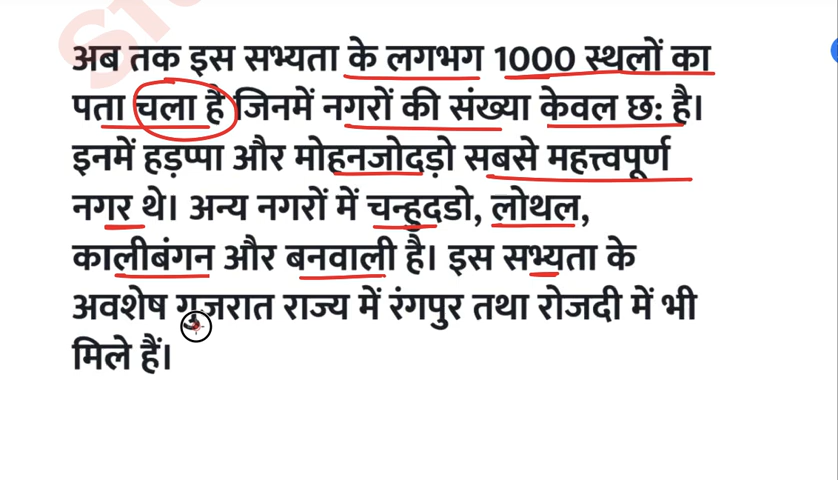 अब तक इस सभ्यता के लगभग 1000 स्थलों का
पता चला है जिनमें नगरों की संख्या केवल छः है।
इनमें हड़प्पा और मोहनजोदड़ो सबसे महत्त्वपूर्ण
नगर थे। अन्य नगरों में चन्हुदडो, लोथल,
कालीबंगन और बनवाली है। इस सभ्यता के
अवशेष गुजरात राज्य में रंगपुर तथा रोजदी में भी
मिले हैं।